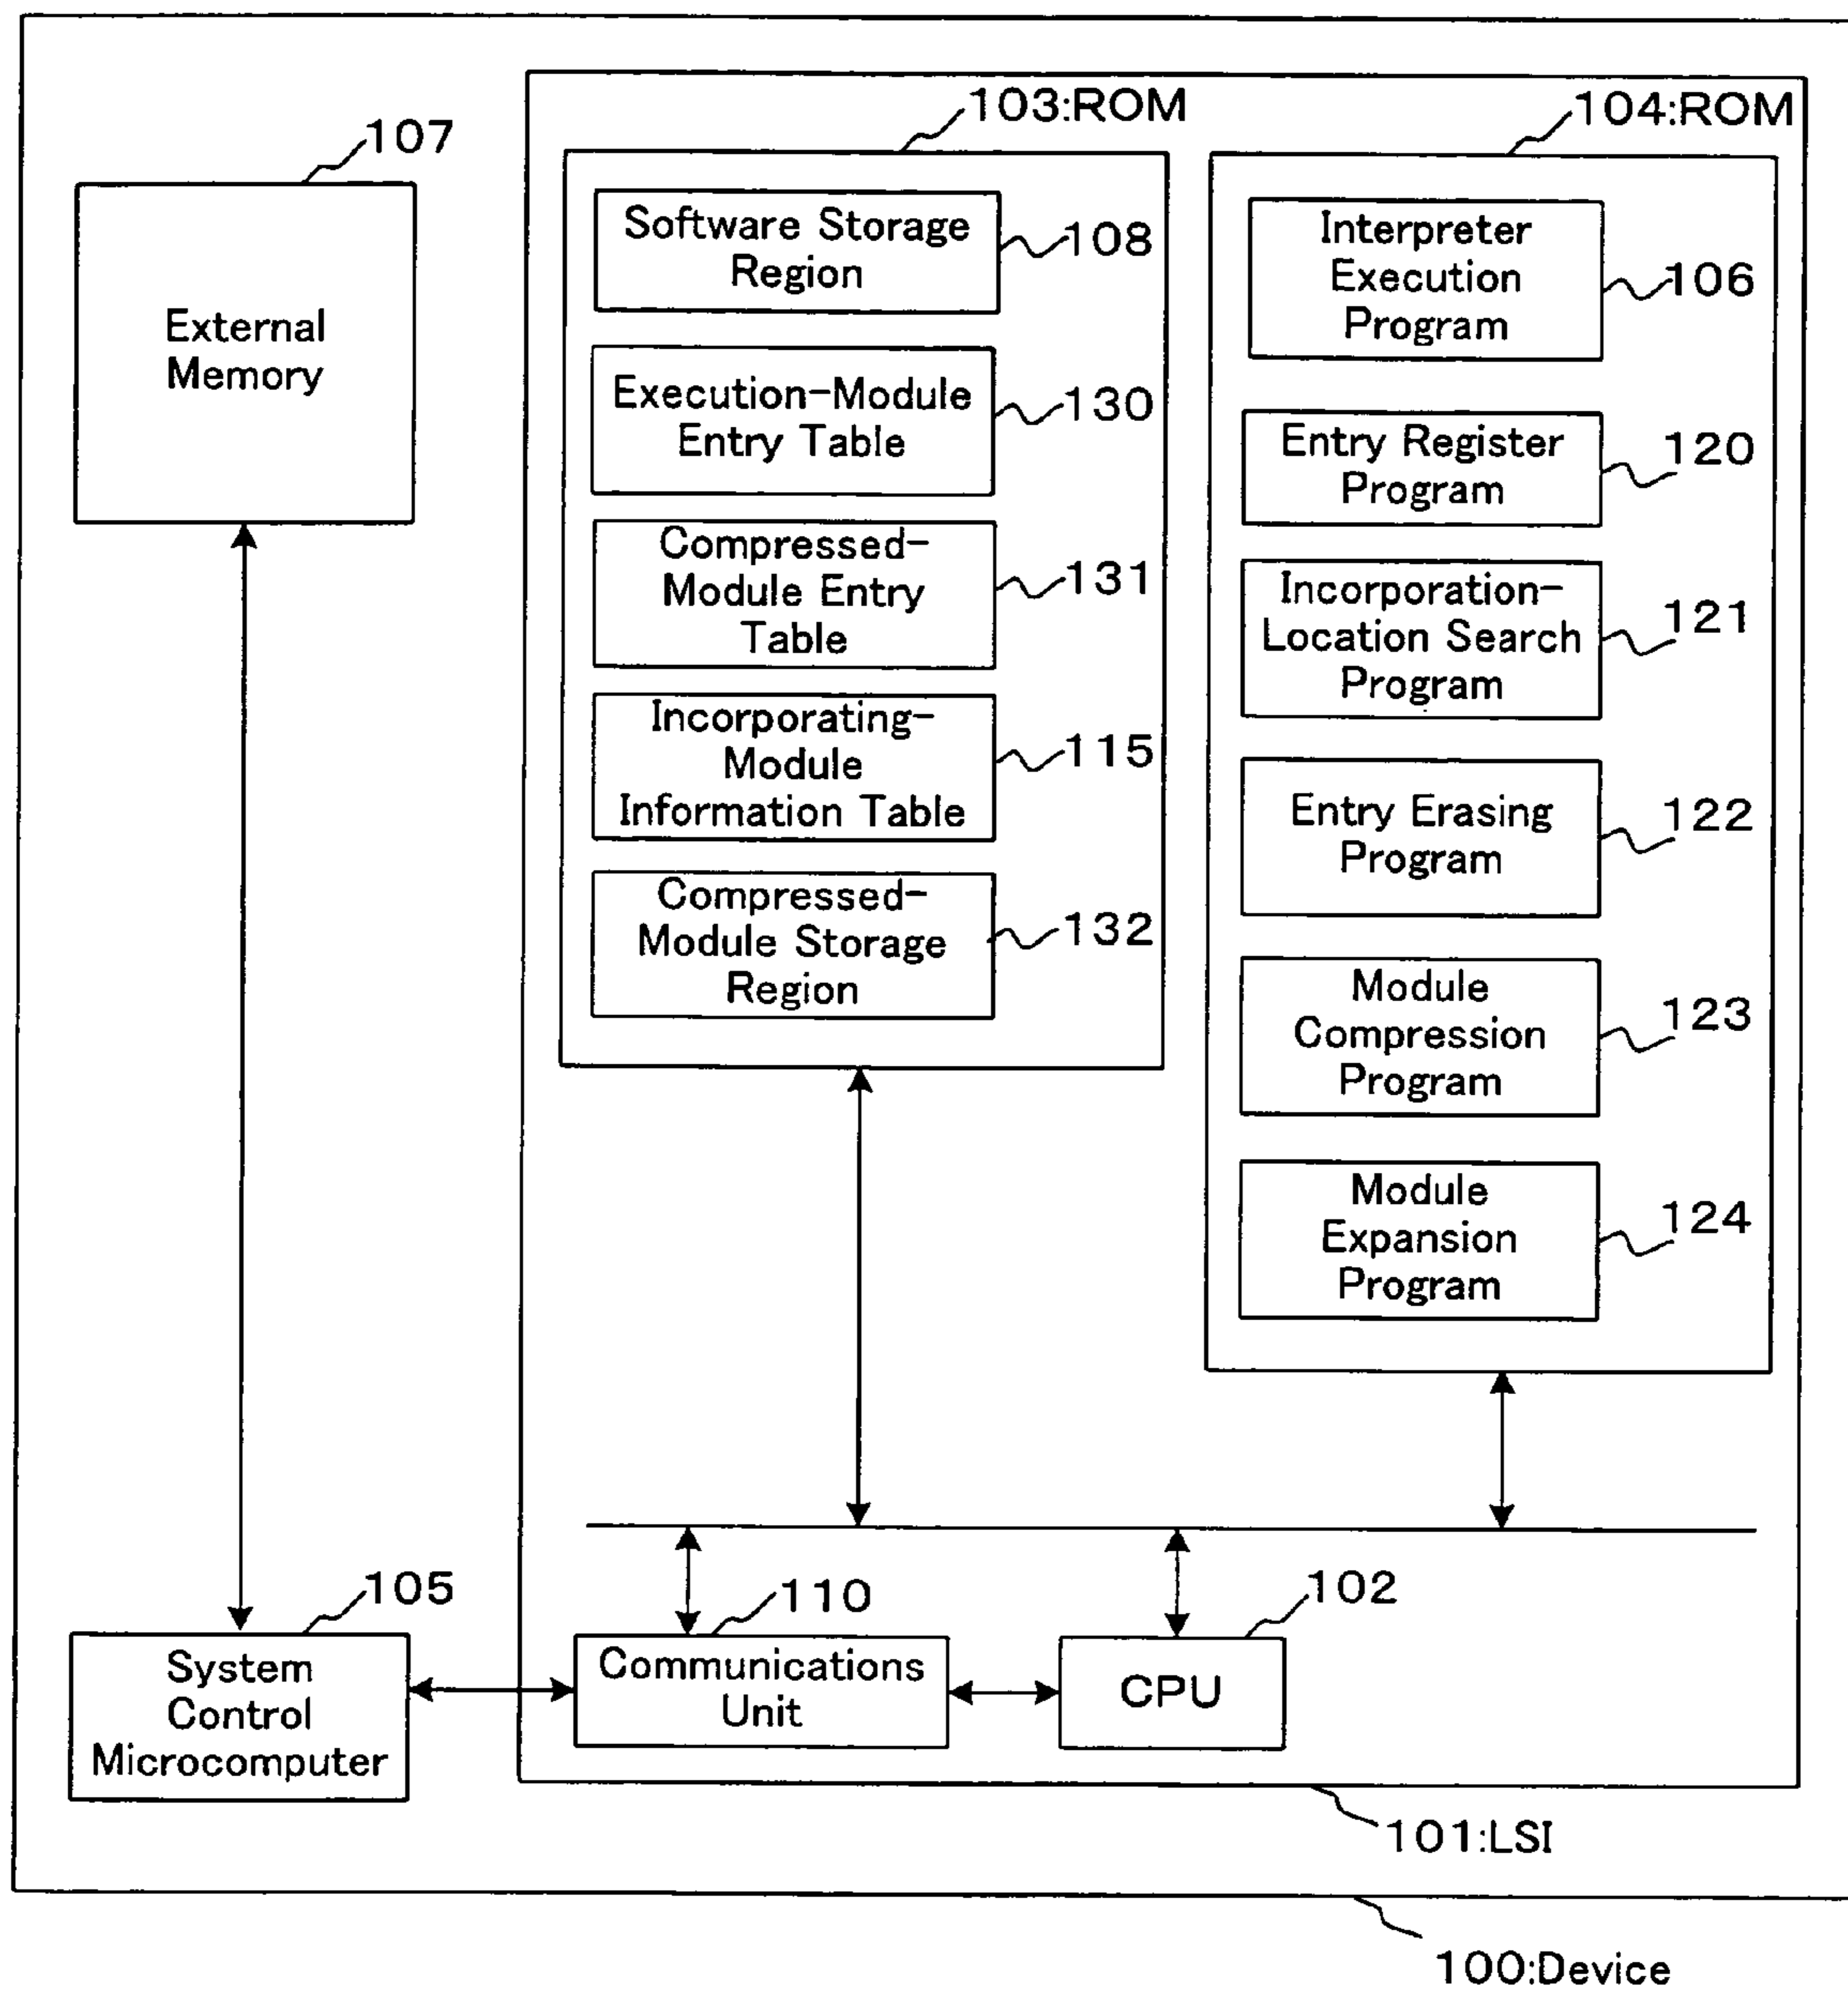 103:ROM
104:ROM
107
External
Memory
Software Storage
Region
108
Execution-Module
Entry Table
130
Compressed-
Module Entry
Table
131
Incorporating-
Module
Information Table
115
Compressed-
Module Storage
Region
132
Interpreter
Execution
Program
106
Entry Register
Program
120
Incorporation-
Location Search
Program
121
Entry Erasing
Program
122
Module
Compression
Program
123
Module
Expansion
Program
124
105
System
Control
Microcomputer
110
Communications
Unit
102
CPU
101:LSI
100:Device